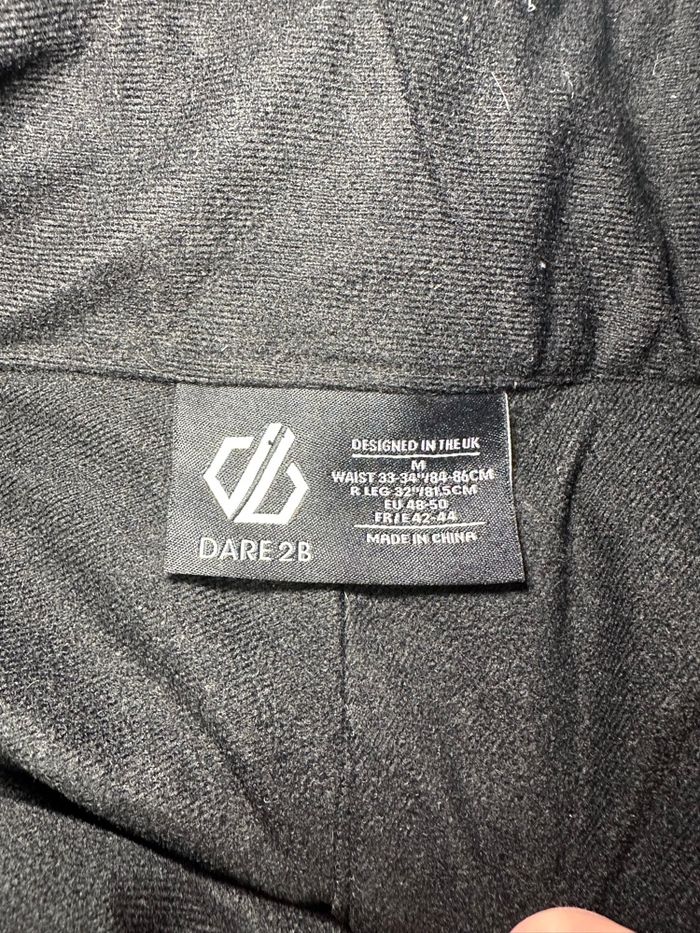 DARE 2B
DESIGNED IN THE UK
M
WAIST 33-34"/84-86CM
R LEG 32"/81.5CM
EU 48-50
FR/E 42-44
MADE IN CHINA